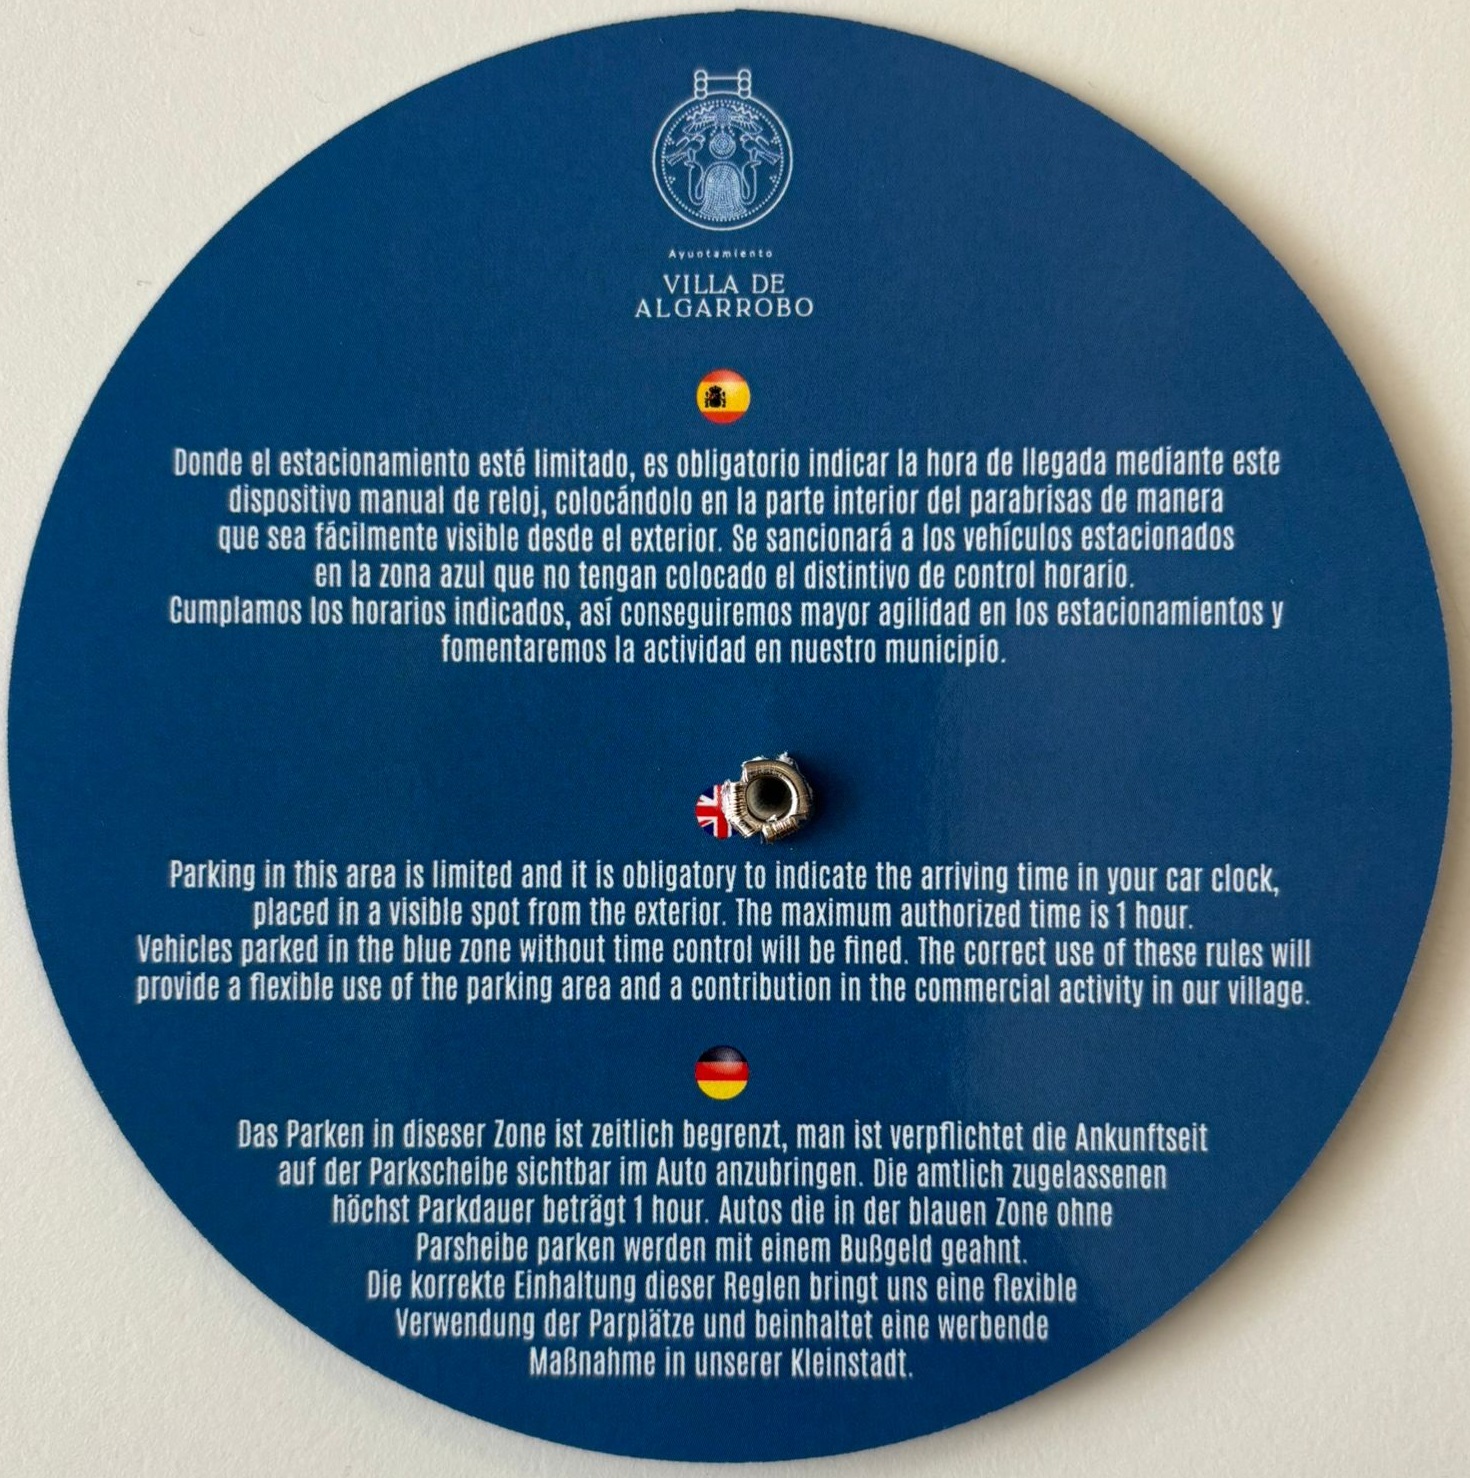 Ayuntamiento
VILLA DE
ALGARROBO
Donde el estacionamiento esté limitado, es obligatorio indicar la hora de llegada mediante este
dispositivo manual de reloj, colocándolo en la parte interior del parabrisas de manera
que sea fácilmente visible desde el exterior. Se sancionará a los vehículos estacionados
en la zona azul que no tengan colocado el distintivo de control horario.
Cumplamos los horarios indicados, así conseguiremos mayor agilidad en los estacionamientos y
fomentaremos la actividad en nuestro municipio.
Parking in this area is limited and it is obligatory to indicate the arriving time in your car clock,
placed in a visible spot from the exterior. The maximum authorized time is 1 hour.
Vehicles parked in the blue zone without time control will be fined. The correct use of these rules will
provide a flexible use of the parking area and a contribution in the commercial activity in our village.
Das Parken in diseser Zone ist zeitlich begrenzt, man ist verpflichtet die Ankunftseit
auf der Parkscheibe sichtbar im Auto anzubringen. Die amtlich zugelassenen
höchst Parkdauer beträgt 1 hour. Autos die in der blauen Zone ohne
Parsheibe parken werden mit einem Bußgeld geahnt.
Die korrekte Einhaltung dieser Reglen bringt uns eine flexible
Verwendung der Parplätze und beinhaltet eine werbende
Maßnahme in unserer Kleinstadt.